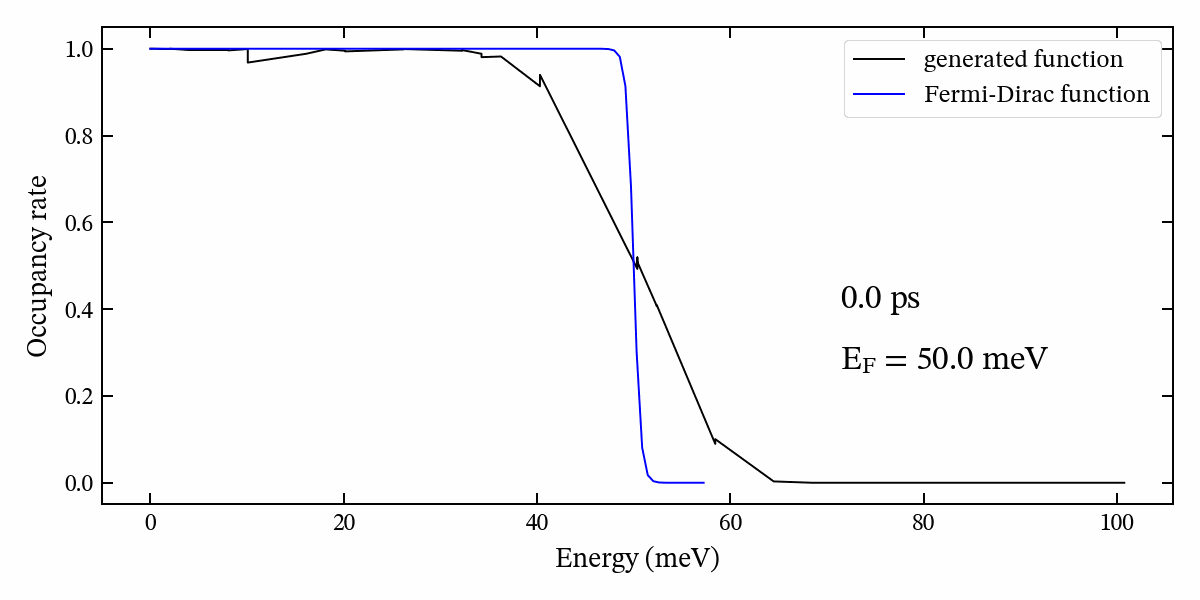 1.0
0.8
0.6
0.4
0.2
0.0
Occupancy rate
generated function
Fermi-Dirac function
0.0 ps
E_F = 50.0 meV
0 20 40 60 80 100
Energy (meV)